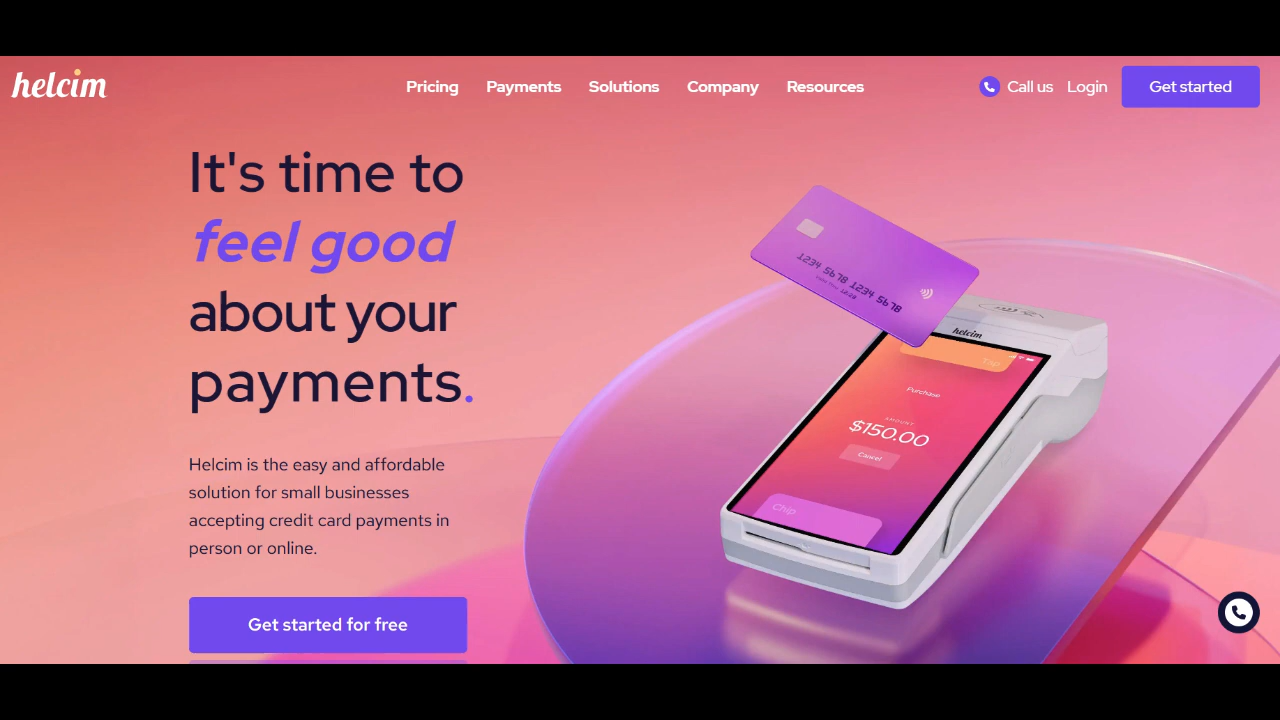 helcim
Pricing
Payments
Solutions
Company
Resources
Call us
Login
Get started
It's time to
feel good
about your
payments.
Helcim is the easy and affordable
solution for small businesses
accepting credit card payments in
person or online.
Get started for free
1234 5678 1234 5678
helcim
Tap
Purchase
AMOUNT
$150.00
Cancel
Chip